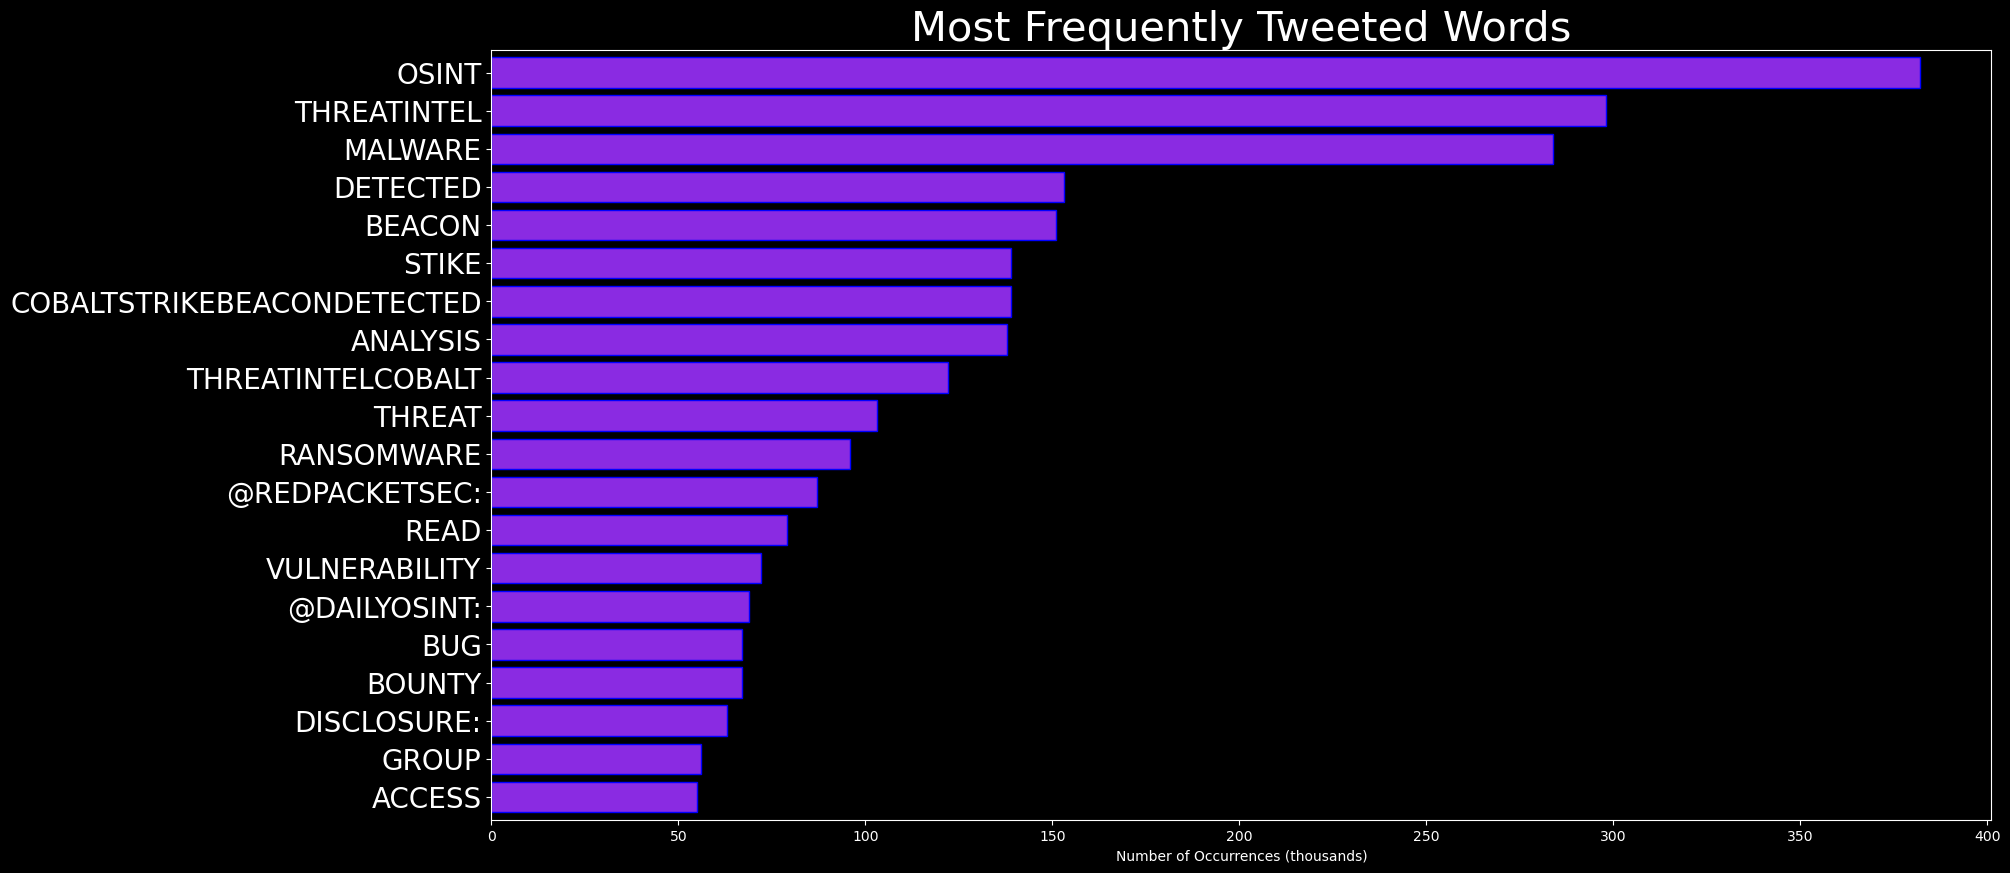 Most Frequently Tweeted Words
OSINT
THREATINTEL
MALWARE
DETECTED
BEACON
STIKE
COBALTSTRIKEBEACONDETECTED
ANALYSIS
THREATINTELCOBALT
THREAT
RANSOMWARE
@REDPACKETSEC:
READ
VULNERABILITY
@DAILYOSINT:
BUG
BOUNTY
DISCLOSURE:
GROUP
ACCESS
0 50 100 150 200 250 300 350 400
Number of Occurrences (thousands)